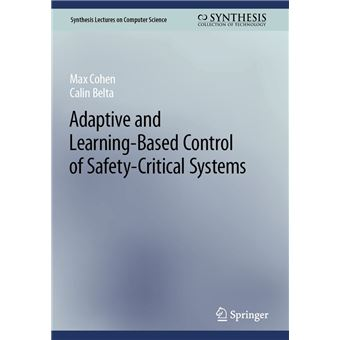 Synthesis Lectures on Computer Science
SYNTHESIS
COLLECTION OF TECHNOLOGY
Max Cohen
Calin Belta
Adaptive and
Learning-Based Control
of Safety-Critical Systems
Springer